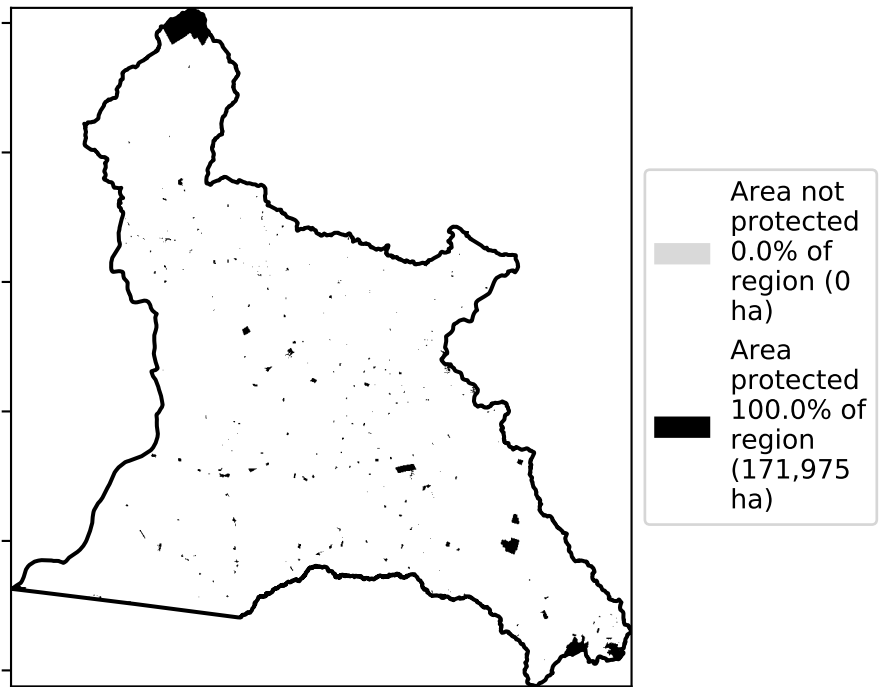 Area not
protected
0.0% of
region (0
ha)
Area
protected
100.0% of
region
(171,975
ha)